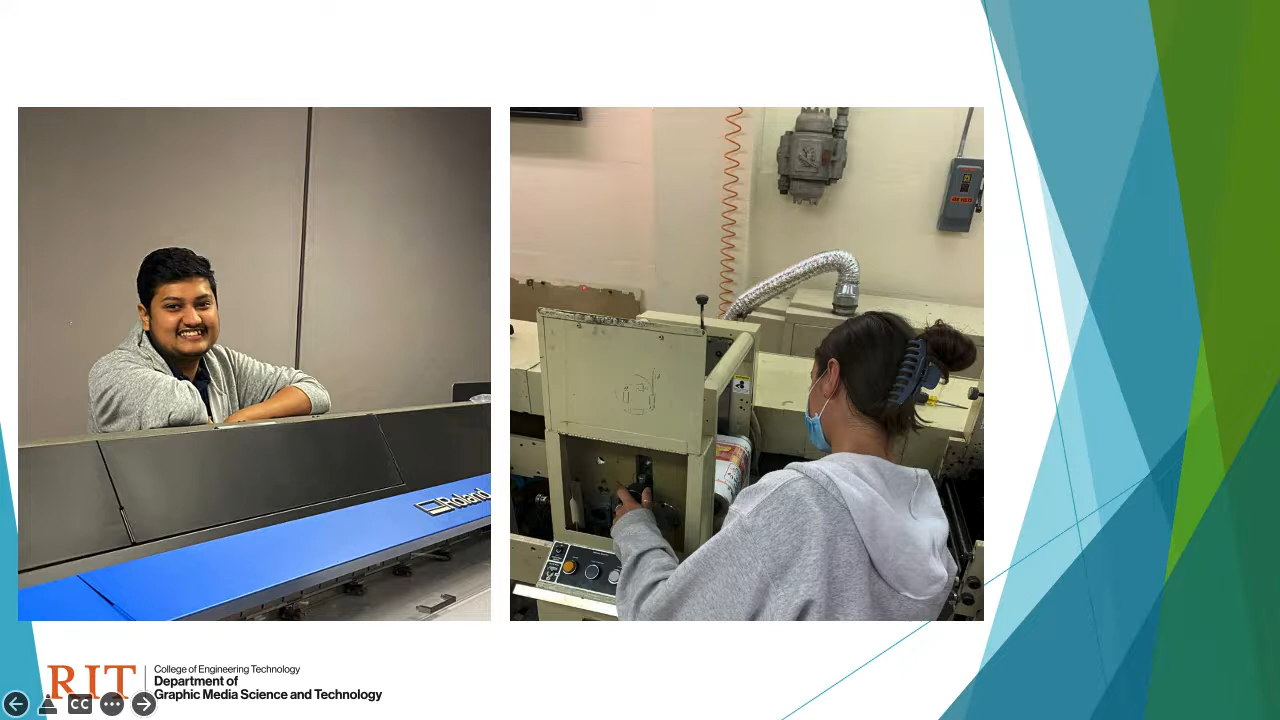 Roland
RIT
College of Engineering Technology
Department of
Graphic Media Science and Technology
CC